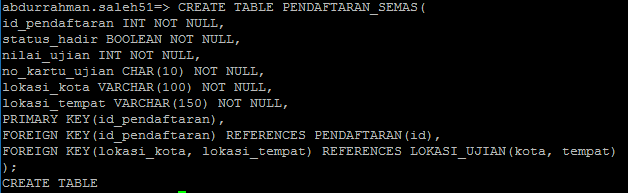 abdurrahman.saleh51=> CREATE TABLE PENDAFTARAN_SEMAS(
id_pendaftaran INT NOT NULL,
status_hadir BOOLEAN NOT NULL,
nilai_ujian INT NOT NULL,
no_kartu_ujian CHAR(10) NOT NULL,
lokasi_kota VARCHAR(100) NOT NULL,
lokasi_tempat VARCHAR(150) NOT NULL,
PRIMARY KEY(id_pendaftaran),
FOREIGN KEY(id_pendaftaran) REFERENCES PENDAFTARAN(id),
FOREIGN KEY(lokasi_kota, lokasi_tempat) REFERENCES LOKASI_UJIAN(kota, tempat)
);
CREATE TABLE